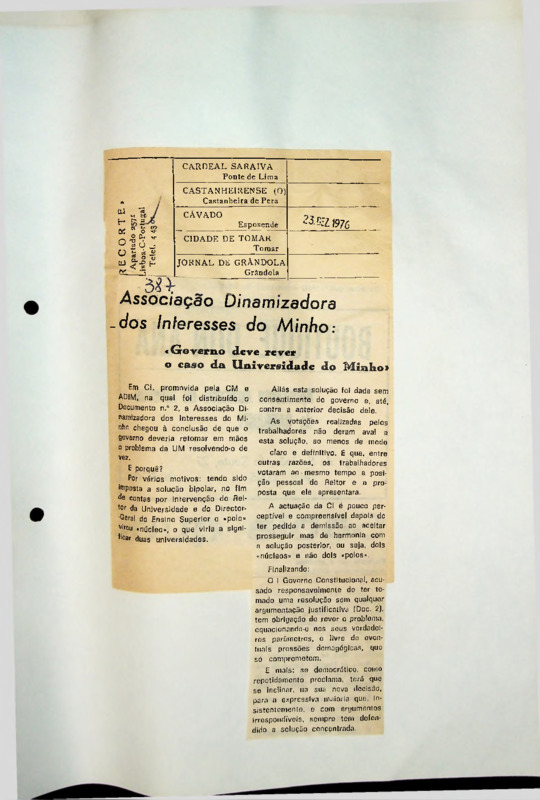 RECORTE,
Apartado 2571
Lisboa-C-Portugal
Telef.
CARDEAL SARAIVA
Ponte de Lima
CASTANHEIRENSE (O)
Castanheira de Pera
CÁVADO
Esposende
23. DEZ. 1976
CIDADE DE TOMAR
Tomar
JORNAL DE GRÂNDOLA
Grândola
387.
Associação Dinamizadora
dos Interesses do Minho:
«Governo deve rever
o caso da Universidade do Minho»
Em CI, promovida pela CM e
ADIM, na qual foi distribuído o
Documento n.º 2, a Associação Di-
namizadora dos Interesses do Mi-
nho chegou à conclusão de que o
governo deveria retomar em mãos
o problema da UM resolvendo-o de
vez.
E porquê?
Por vários motivos: tendo sido
imposta a solução bipolar, no fim
de contas por intervenção do Rei-
tor da Universidade e do Director-
-Geral do Ensino Superior o «polo»
virou «núcleo», o que viria a signi-
ficar duas universidades.
Aliás esta solução foi dada sem
consentimento do governo e, até,
contra a anterior decisão dele.
As votações realizadas pelos
trabalhadores não deram aval a
esta solução, ao menos de modo
claro e definitivo. É que, entre
outras razões, os trabalhadores
votaram ao mesmo tempo a posi-
ção pessoal do Reitor e a pro-
posta que ele apresentara.
A actuação da CI é pouco per-
ceptível e compreensível depois de
ter pedido a demissão ao aceitar
prosseguir mas de harmonia com
a solução posterior, ou seja, dois
«núcleos» e não dois «polos».
Finalizando:
O I Governo Constitucional, acu-
sado responsavelmente de ter to-
mado uma resolução sem qualquer
argumentação justificativa (Doc. 2),
tem obrigação de rever o problema,
equacionando-o nos seus verdadei-
ros parâmetros, e livre de even-
tuais pressões demagógicas, que
só comprometem.
E mais: se democrático, como
repetidamente proclama, terá que
se inclinar, na sua nova decisão,
para a expressiva maioria que, in-
sistentemente, e com argumentos
irrespondíveis, sempre tem defen-
dido a solução concentrada.